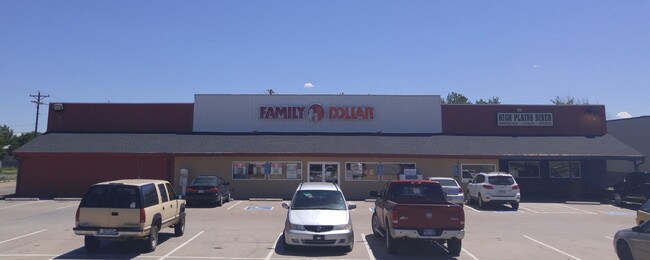 FAMILY DOLLAR
HIGH PLAINS DINER